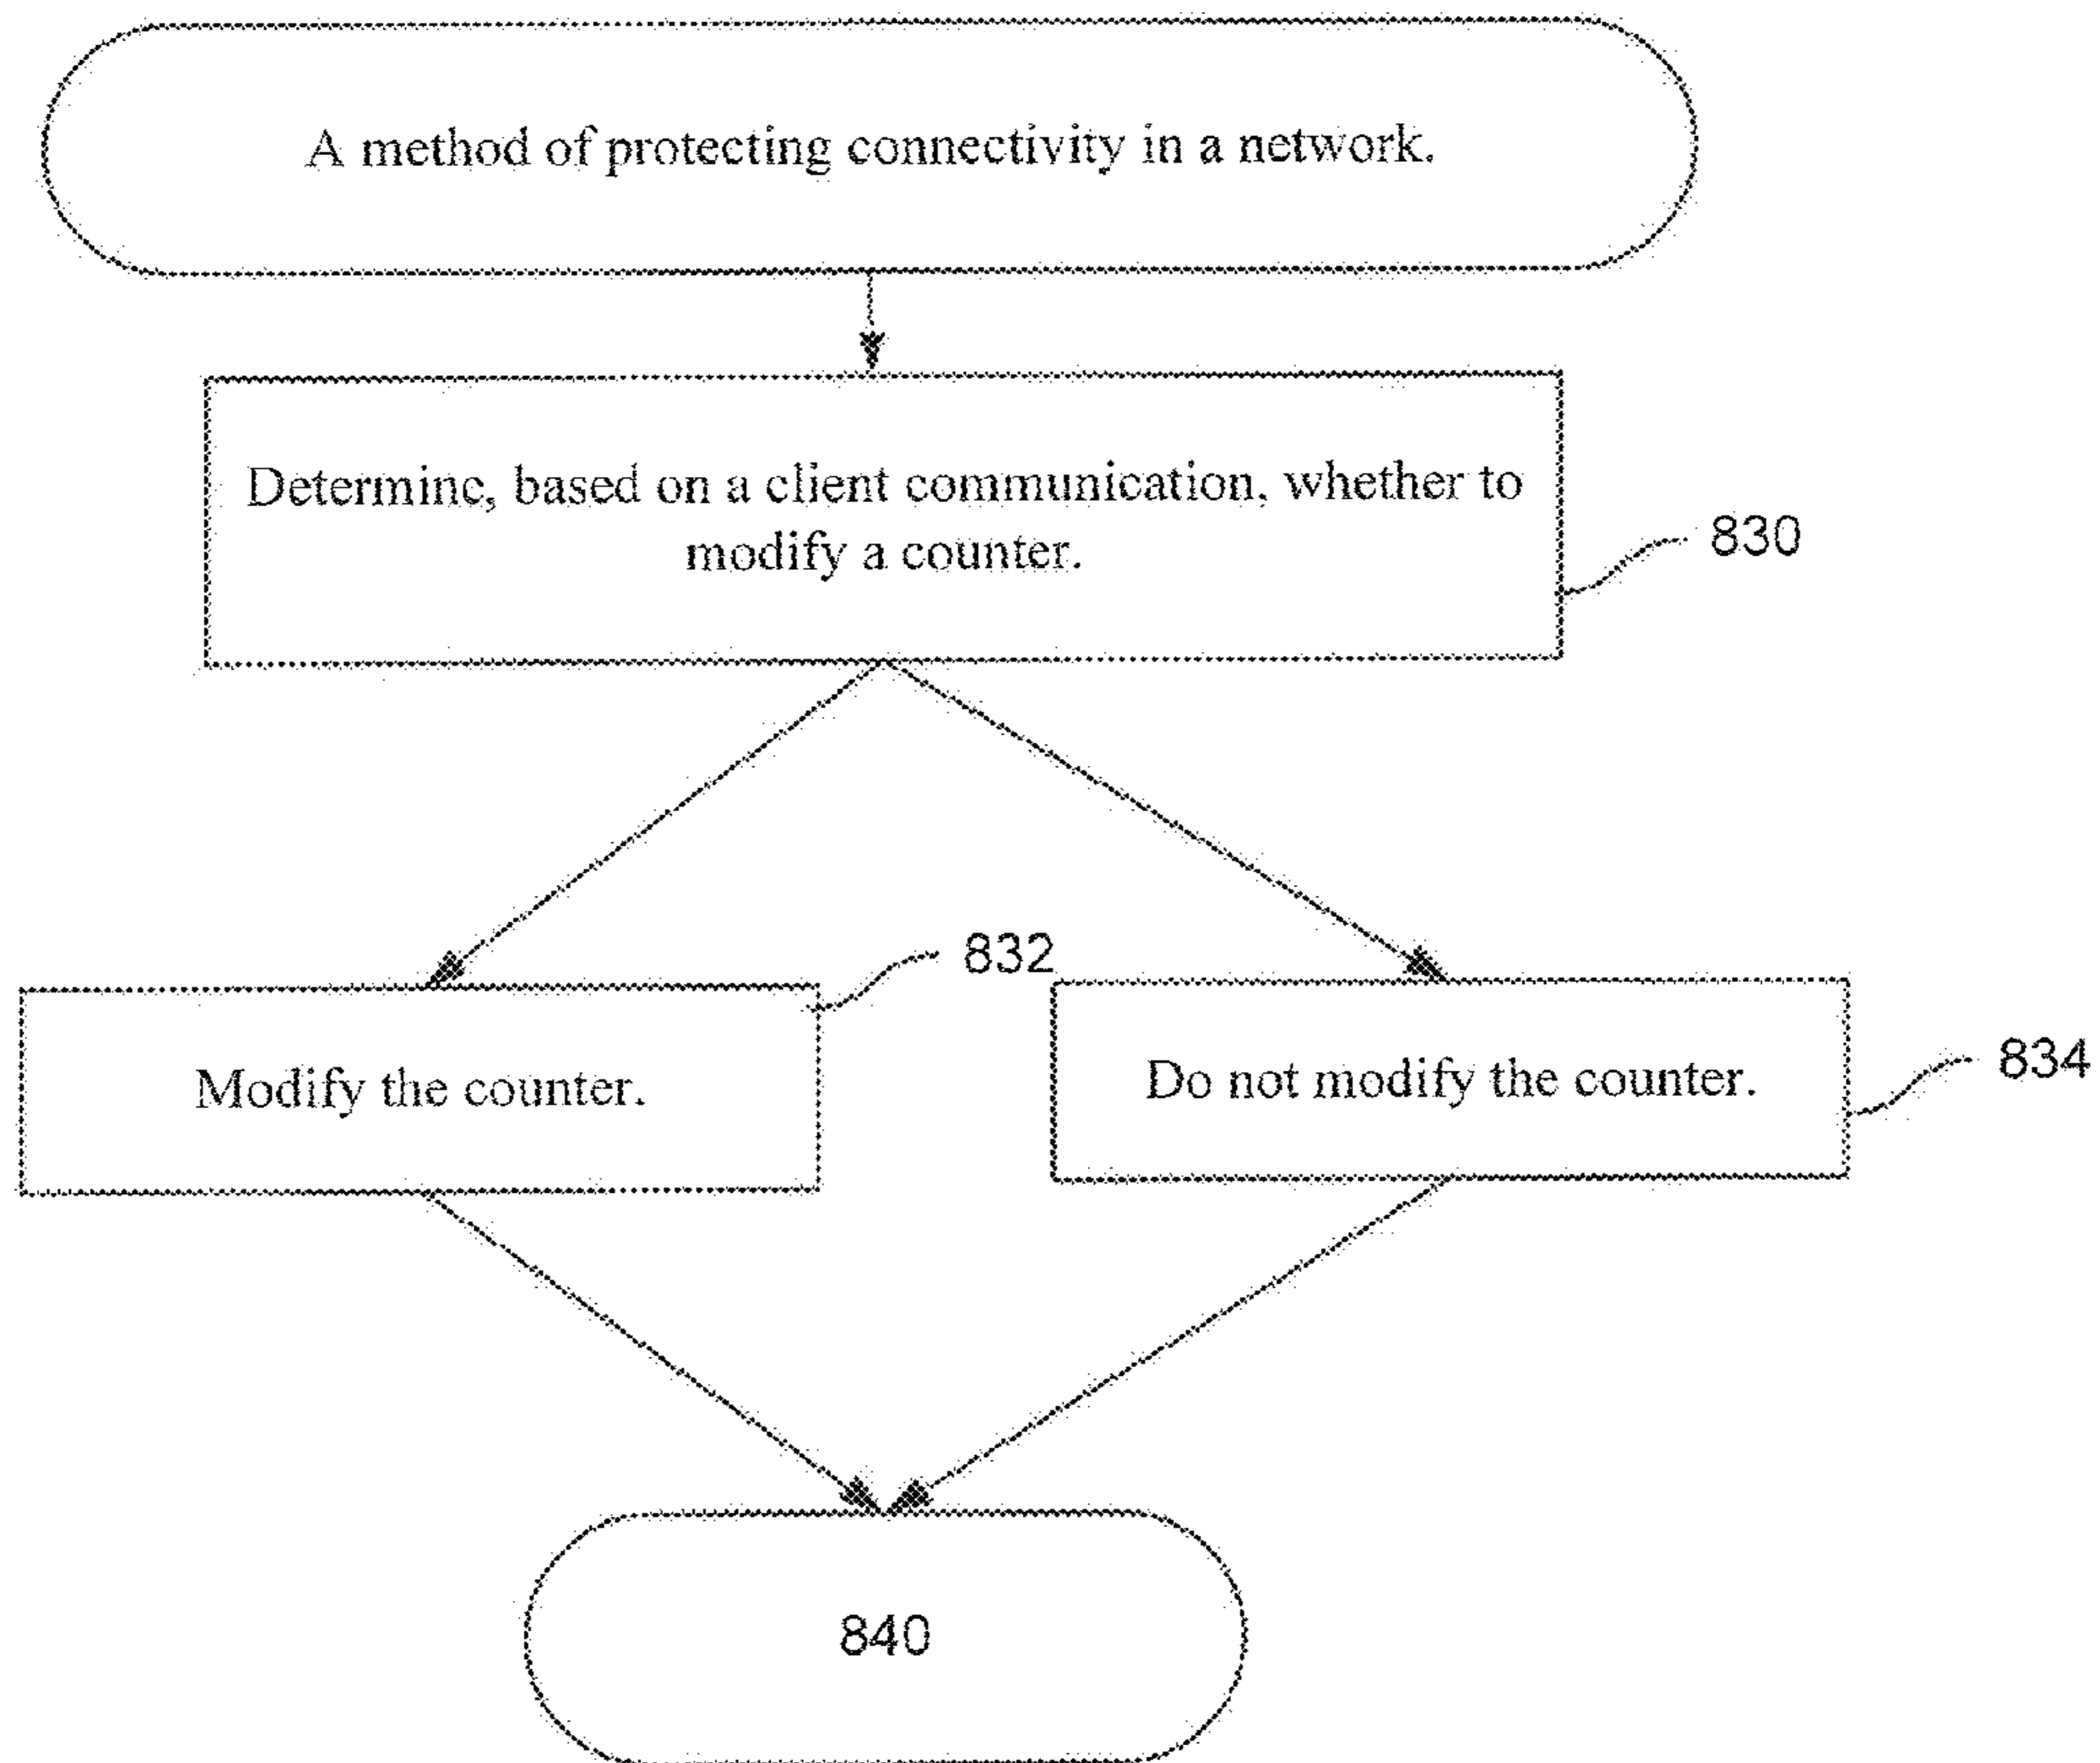 A method of protecting connectivity in a network.
Determine, based on a client communication, whether to
modify a counter.
830
832
Modify the counter.
Do not modify the counter.
834
840